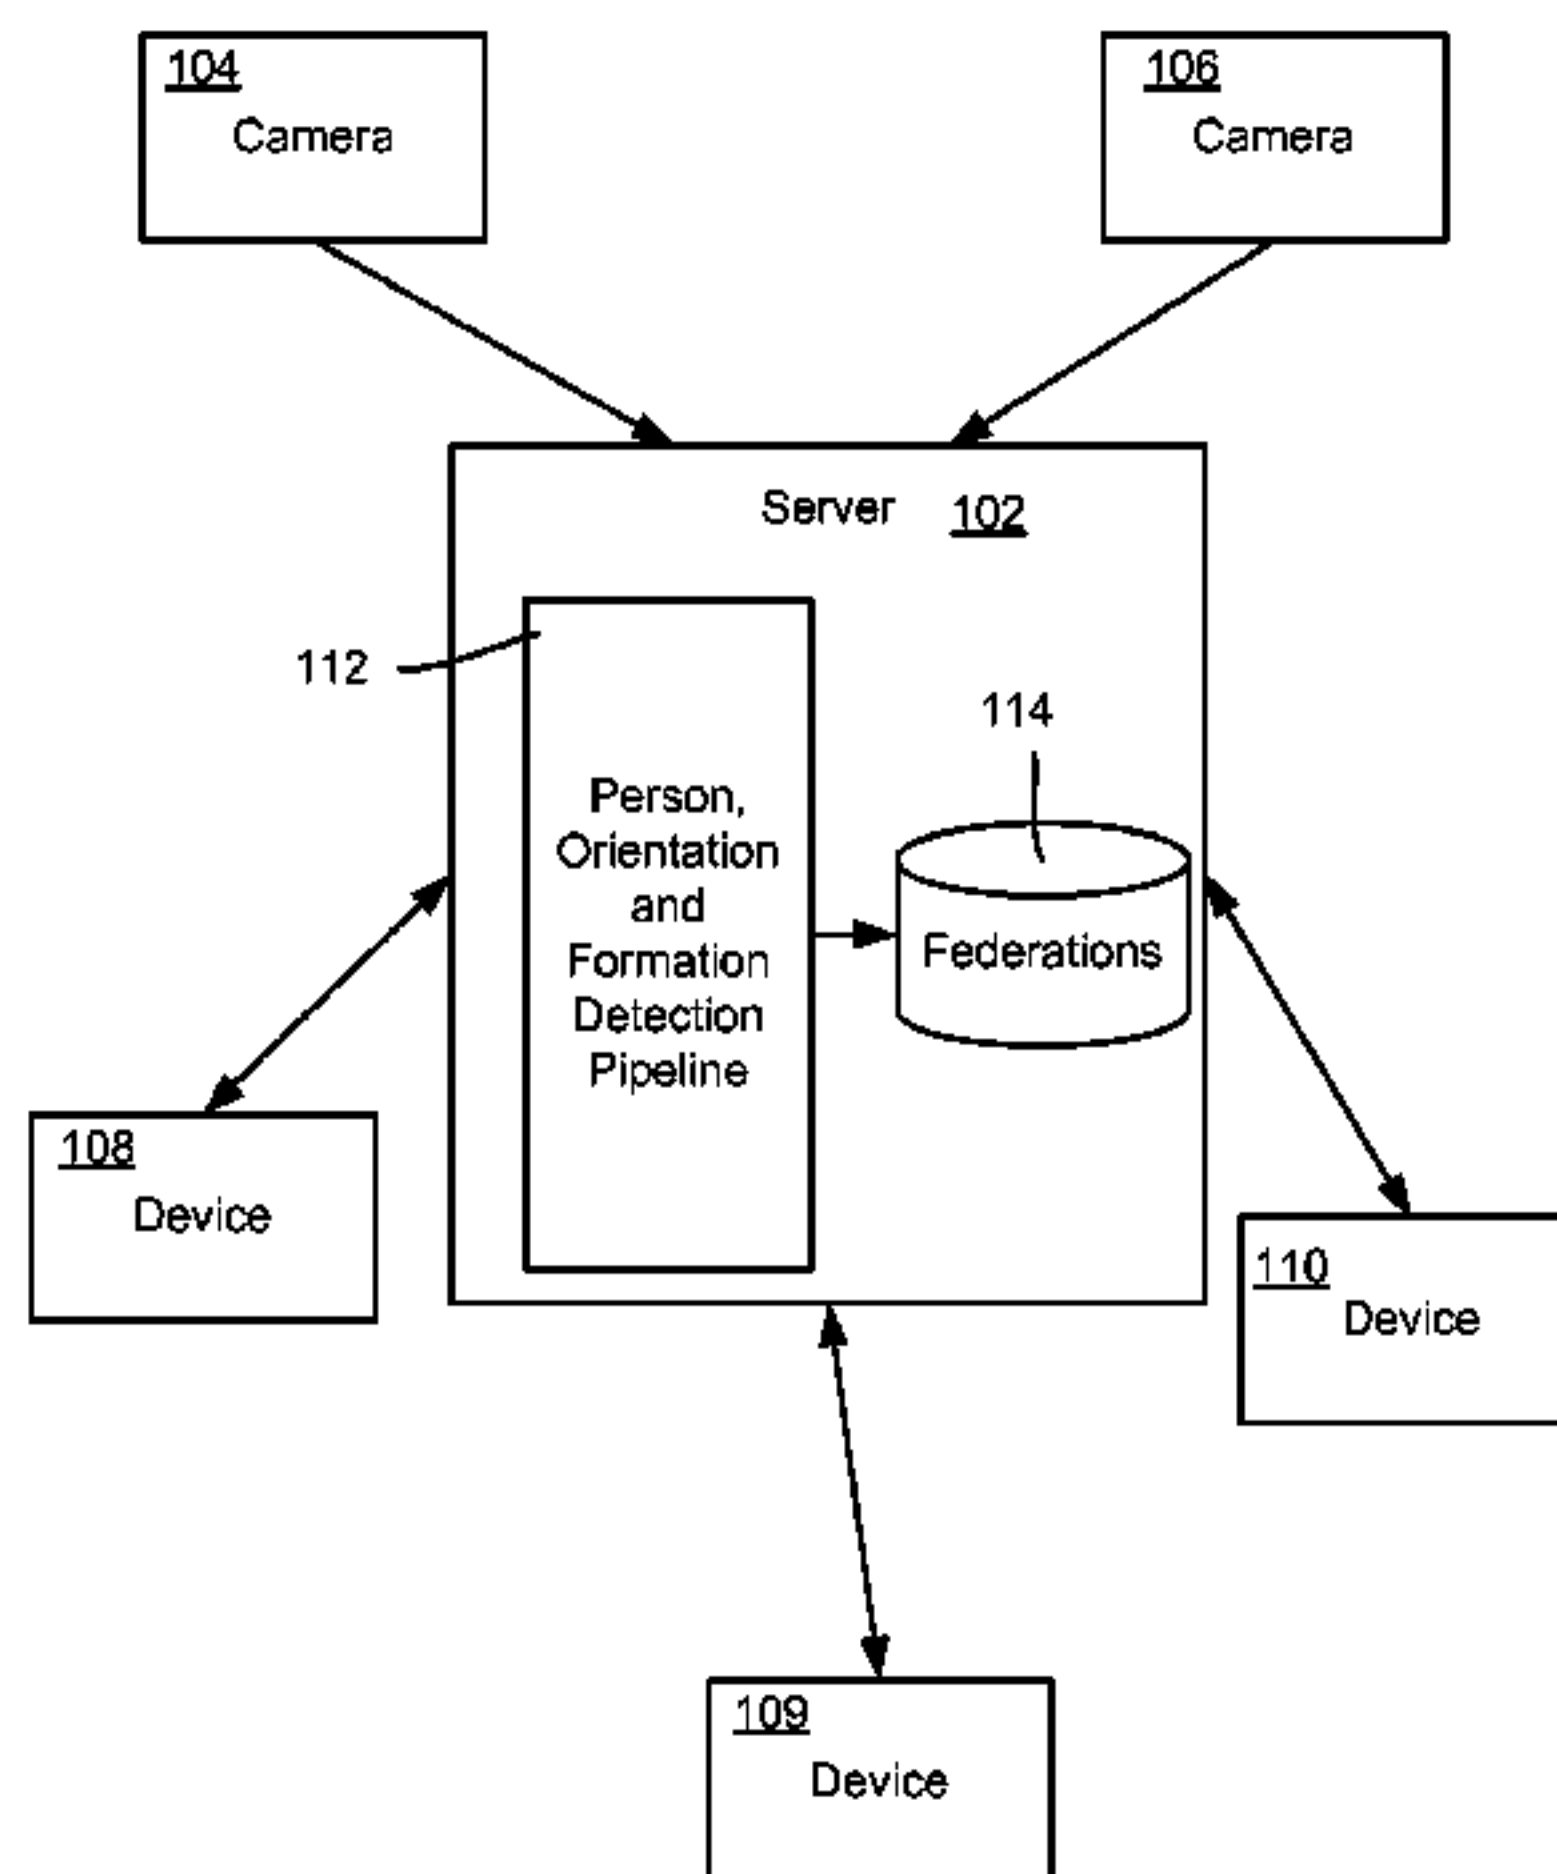 104
Camera
106
Camera
Server 102
112
114
Person,
Orientation
and
Formation
Detection
Pipeline
Federations
108
Device
110
Device
109
Device